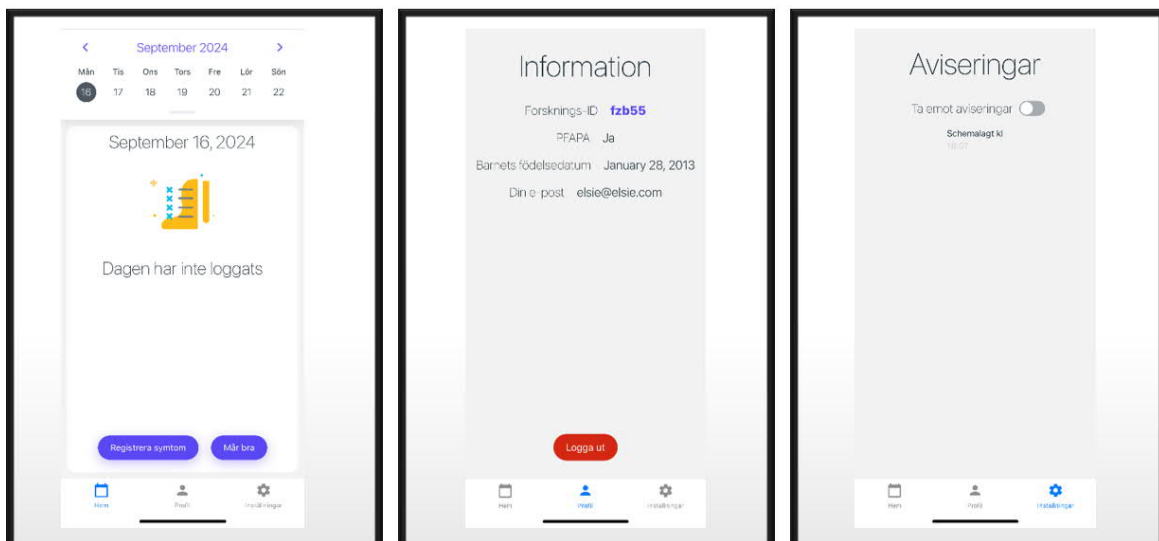 September 2024
Mån Tis Ons Tors Fre Lör Sön
16 17 18 19 20 21 22
September 16, 2024
Dagen har inte loggats
Registrera symtom Mår bra
Hem Profil Inställningar
Information
Forsknings-ID fzb55
PFAPA Ja
Barnets födelsedatum January 28, 2013
Din e-post elsie@elsie.com
Logga ut
Hem Profil Inställningar
Aviseringar
Ta emot aviseringar
Schemalagt kl
Hem Profil Inställningar